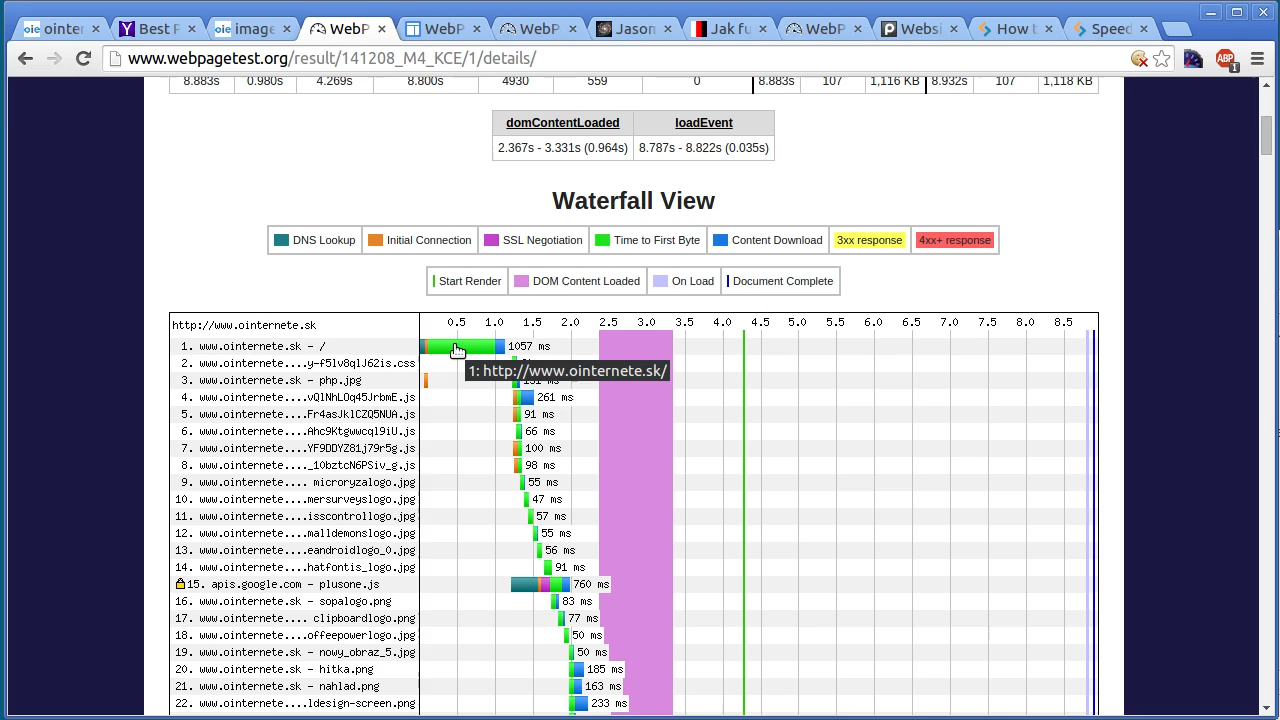 ointer
Best P
image
WebP
WebP
WebP
Jason
Jak fu
WebP
Websi
How t
Speed
www.webpagetest.org/result/141208_M4_KCE/1/details/
8.883s 0.980s 4.269s 8.800s 4930 559 0 8.883s 107 1,116 KB 8.932s 107 1,118 KB
domContentLoaded loadEvent
2.367s - 3.331s (0.964s) 8.787s - 8.822s (0.035s)
Waterfall View
DNS Lookup Initial Connection SSL Negotiation Time to First Byte Content Download 3xx response 4xx+ response
Start Render DOM Content Loaded On Load Document Complete
http://www.ointernete.sk 0.5 1.0 1.5 2.0 2.5 3.0 3.5 4.0 4.5 5.0 5.5 6.0 6.5 7.0 7.5 8.0 8.5
1. www.ointernete.sk - / 1057 ms
1: http://www.ointernete.sk/
2. www.ointernete....y-f5lv8qlJ62is.css
3. www.ointernete.sk - php.jpg
4. www.ointernete....vQlNhLOq45JrbmE.js 261 ms
5. www.ointernete....Fr4asJklCZQ5NUA.js 91 ms
6. www.ointernete....Ahc9Ktgwwcql9iU.js 66 ms
7. www.ointernete....YF9DDYZ81j79r5g.js 100 ms
8. www.ointernete...._10bztcN6PSiv_g.js 98 ms
9. www.ointernete.... microryzalogo.jpg 55 ms
10. www.ointernete....mersurveyslogo.jpg 47 ms
11. www.ointernete....isscontrollogo.jpg 57 ms
12. www.ointernete....malldemonslogo.jpg 55 ms
13. www.ointernete....eandroidlogo_0.jpg 56 ms
14. www.ointernete....hatfontis_logo.png 91 ms
15. apis.google.com - plusone.js 760 ms
16. www.ointernete.sk - sopalogo.png 83 ms
17. www.ointernete.... clipboardlogo.png 77 ms
18. www.ointernete....offeepowerlogo.jpg 50 ms
19. www.ointernete.sk - nowy_obraz_5.jpg 50 ms
20. www.ointernete.sk - hitka.png 185 ms
21. www.ointernete.sk - nahlad.png 163 ms
22. www.ointernete....ldesign-screen.png 233 ms